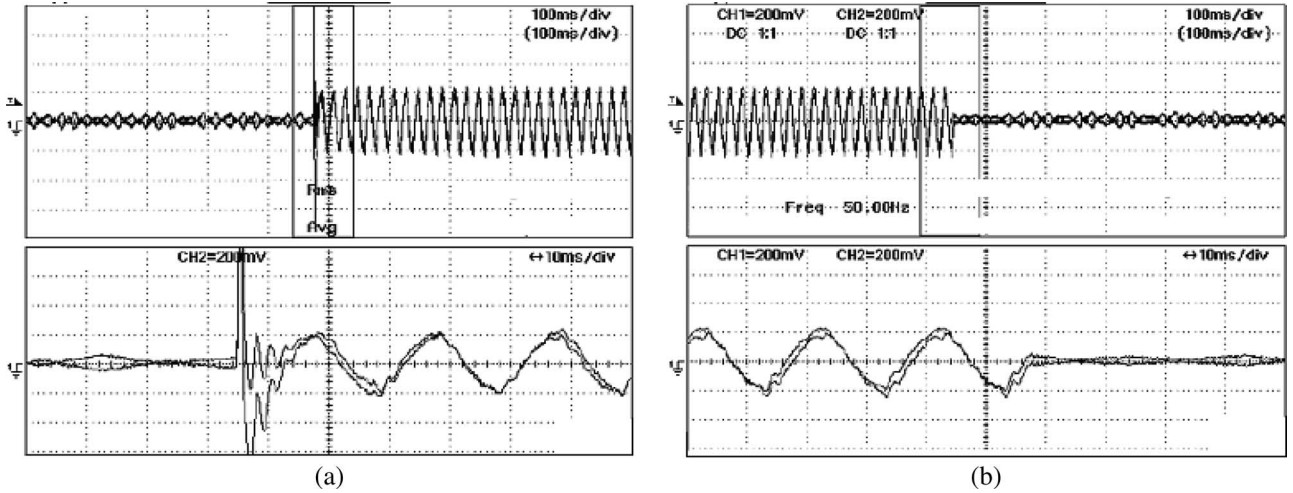 100ms/div
(100ms/div)
Rms
Avg
CH2=200mV
↔10ms/div
(a)
CH1=200mV CH2=200mV
DC 1:1 DC 1:1
100ms/div
(100ms/div)
Freq 50.00Hz
CH1=200mV CH2=200mV
↔10ms/div
(b)